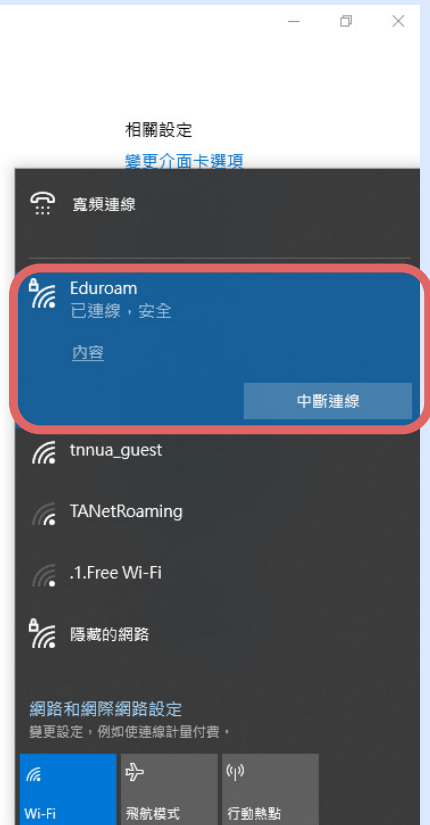 相關設定
變更介面卡選項
寬頻連線
Eduroam
已連線，安全
內容
中斷連線
tnnua_guest
TANetRoaming
.1.Free Wi-Fi
隱藏的網路
網路和網際網路設定
變更設定，例如使連線計量付費。
Wi-Fi
飛航模式
行動熱點